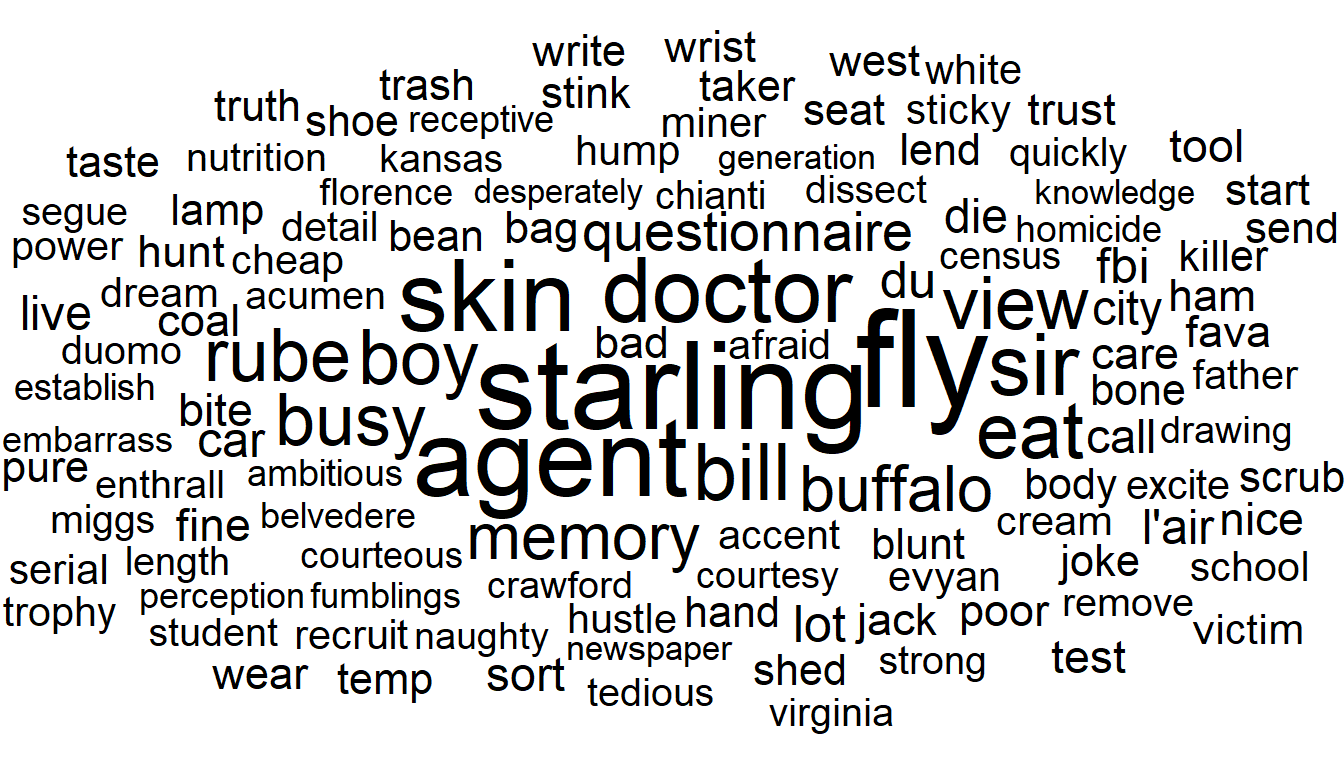 write wrist west white
trash stink taker
truth shoe receptive miner seat sticky trust
taste nutrition kansas hump generation lend quickly tool
florence desperately chianti dissect knowledge start
segue lamp detail bean bag questionnaire die homicide send
power hunt cheap skin doctor du census fbi killer
live dream coal acumen view city ham
duomo rube boy bad afraid fly sir care fava
establish starling bone father
bite busy eat call drawing
embarrass car agent bill
pure enthrall ambitious buffalo body excite scrub
miggs fine belvedere memory accent blunt cream l'air nice
serial length courteous crawford courtesy evyan joke school
trophy perception fumblings hustle hand lot jack poor remove victim
student recruit naughty newspaper
wear temp sort tedious shed strong test
virginia